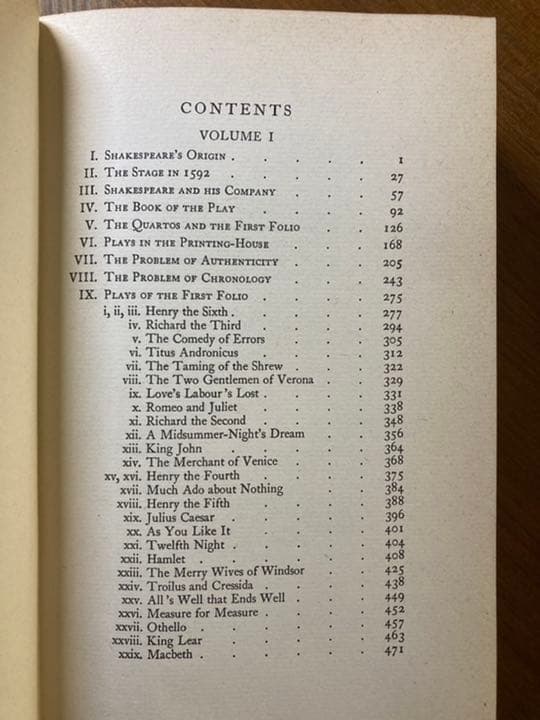 CONTENTS
VOLUME I
I. Shakespeare's Origin . . . . . 1
II. The Stage in 1592 . . . . 27
III. Shakespeare and his Company . . . 57
IV. The Book of the Play . . . . 92
V. The Quartos and the First Folio . . 126
VI. Plays in the Printing-House . . . 168
VII. The Problem of Authenticity . . 205
VIII. The Problem of Chronology . . . 243
IX. Plays of the First Folio . . . . 275
i, ii, iii. Henry the Sixth . . . . . 277
iv. Richard the Third . . . . 294
v. The Comedy of Errors . . . 305
vi. Titus Andronicus . . . . 312
vii. The Taming of the Shrew . . . 322
viii. The Two Gentlemen of Verona . . 329
ix. Love's Labour's Lost . . . . 331
x. Romeo and Juliet . . . . 338
xi. Richard the Second . . . . 348
xii. A Midsummer-Night's Dream . . 356
xiii. King John . . . . . 364
xiv. The Merchant of Venice . . . 368
xv, xvi. Henry the Fourth . . . . 375
xvii. Much Ado about Nothing . . . 384
xviii. Henry the Fifth . . . . 388
xix. Julius Caesar . . . . . 396
xx. As You Like It . . . . 401
xxi. Twelfth Night . . . . . 404
xxii. Hamlet . . . . . . 408
xxiii. The Merry Wives of Windsor . . 425
xxiv. Troilus and Cressida . . . . 438
xxv. All's Well that Ends Well . . . 449
xxvi. Measure for Measure . . . . 452
xxvii. Othello . . . . . 457
xxviii. King Lear . . . . . 463
xxix. Macbeth . . . . . . 471